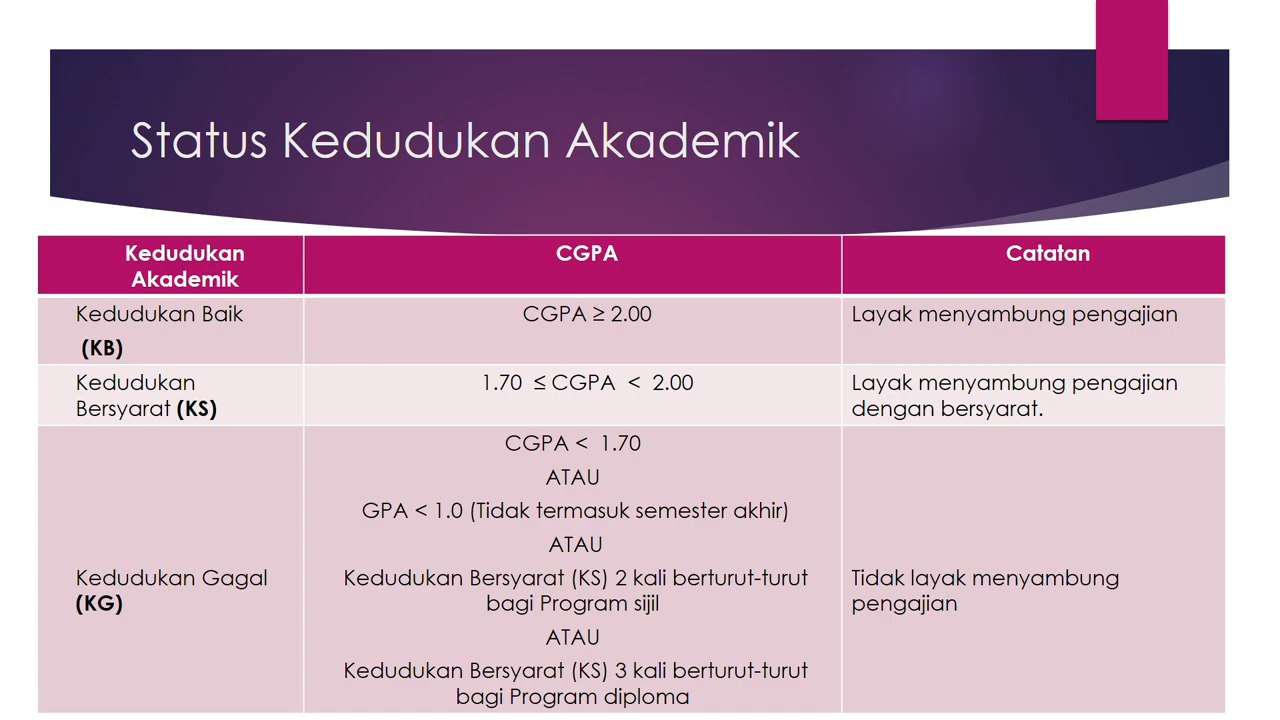 Status Kedudukan Akademik
Kedudukan
Akademik
CGPA
Catatan
Kedudukan Baik
(KB)
CGPA ≥ 2.00
Layak menyambung pengajian
Kedudukan
Bersyarat (KS)
1.70 ≤ CGPA < 2.00
Layak menyambung pengajian
dengan bersyarat.
Kedudukan Gagal
(KG)
CGPA < 1.70
ATAU
GPA < 1.0 (Tidak termasuk semester akhir)
ATAU
Kedudukan Bersyarat (KS) 2 kali berturut-turut
bagi Program sijil
ATAU
Kedudukan Bersyarat (KS) 3 kali berturut-turut
bagi Program diploma
Tidak layak menyambung
pengajian